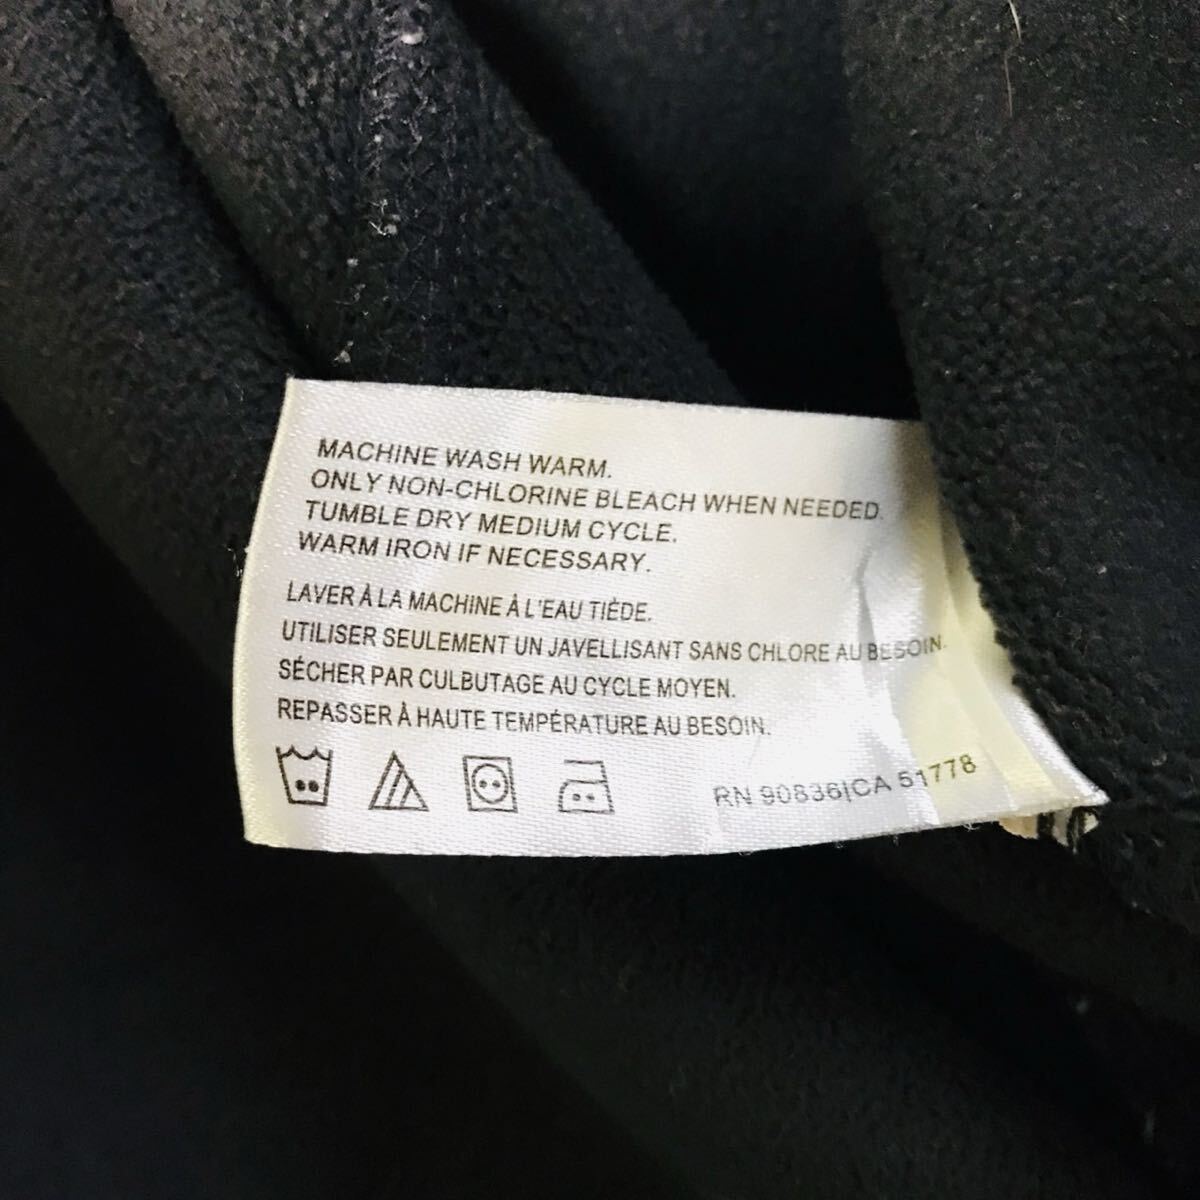 MACHINE WASH WARM.
ONLY NON-CHLORINE BLEACH WHEN NEEDED.
TUMBLE DRY MEDIUM CYCLE.
WARM IRON IF NECESSARY.
LAVER À LA MACHINE À L'EAU TIÈDE.
UTILISER SEULEMENT UN JAVELLISANT SANS CHLORE AU BESOIN.
SÉCHER PAR CULBUTAGE AU CYCLE MOYEN.
REPASSER À HAUTE TEMPÉRATURE AU BESOIN.
RN 90836|CA 51778